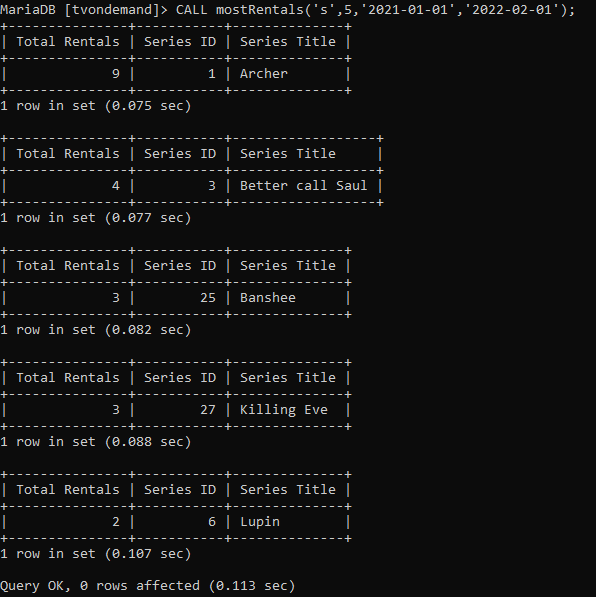 MariaDB [tvondemand]> CALL mostRentals('s',5,'2021-01-01','2022-02-01');
+---------------+-----------+--------------+
| Total Rentals | Series ID | Series Title |
+---------------+-----------+--------------+
|             9 |         1 | Archer       |
+---------------+-----------+--------------+
1 row in set (0.075 sec)

+---------------+-----------+------------------+
| Total Rentals | Series ID | Series Title     |
+---------------+-----------+------------------+
|             4 |         3 | Better call Saul |
+---------------+-----------+------------------+
1 row in set (0.077 sec)

+---------------+-----------+--------------+
| Total Rentals | Series ID | Series Title |
+---------------+-----------+--------------+
|             3 |        25 | Banshee      |
+---------------+-----------+--------------+
1 row in set (0.082 sec)

+---------------+-----------+--------------+
| Total Rentals | Series ID | Series Title |
+---------------+-----------+--------------+
|             3 |        27 | Killing Eve  |
+---------------+-----------+--------------+
1 row in set (0.088 sec)

+---------------+-----------+--------------+
| Total Rentals | Series ID | Series Title |
+---------------+-----------+--------------+
|             2 |         6 | Lupin        |
+---------------+-----------+--------------+
1 row in set (0.107 sec)

Query OK, 0 rows affected (0.113 sec)